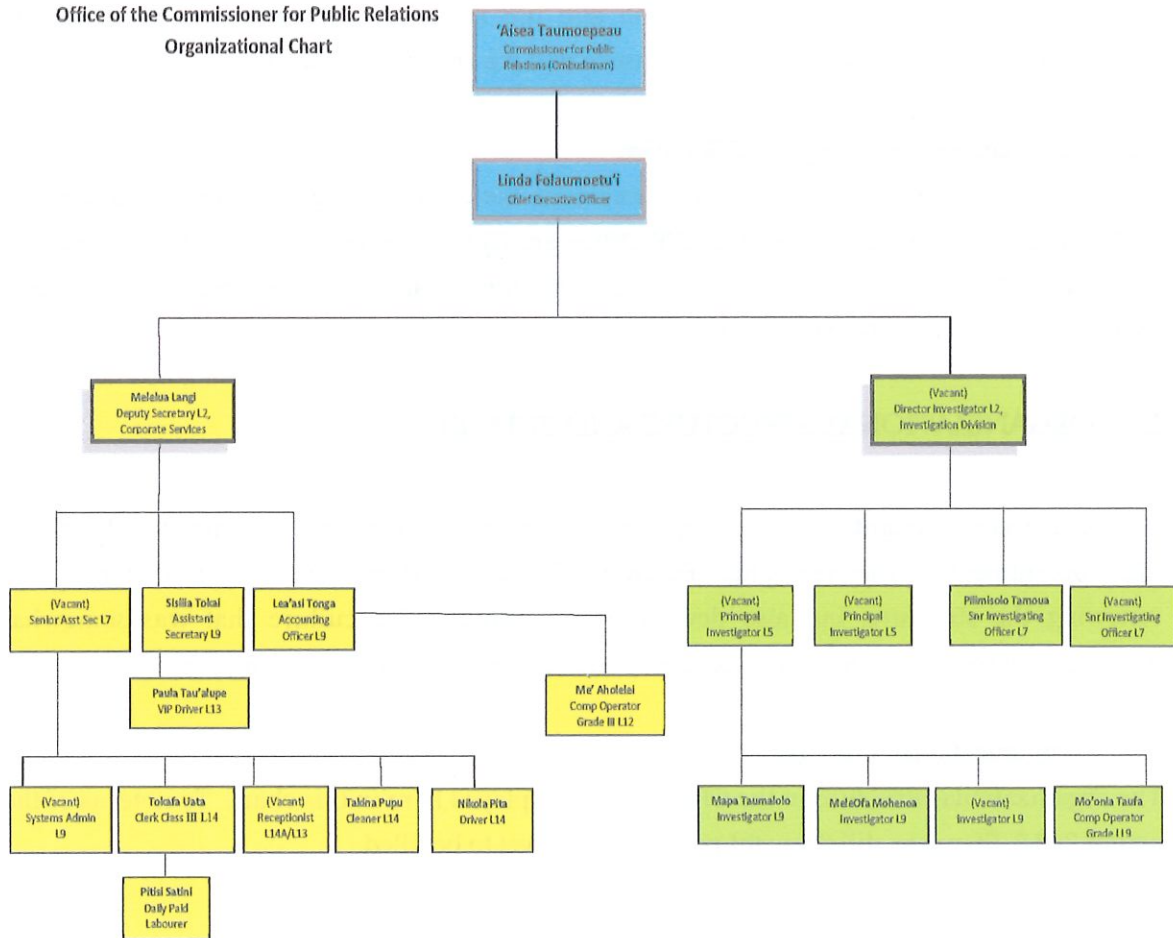 Office of the Commissioner for Public Relations
Organizational Chart
'Aisea Taumoepeau
Commissioner for Public
Relations (Ombudsman)
Linda Folaumoetu'i
Chief Executive Officer
Melelua Langi
Deputy Secretary L2,
Corporate Services
(Vacant)
Director Investigator L2,
Investigation Division
(Vacant)
Senior Asst Sec L7
Sisilia Tokai
Assistant
Secretary L9
Lea'asi Tonga
Accounting
Officer L9
(Vacant)
Principal
Investigator L5
(Vacant)
Principal
Investigator L5
Pilimisolo Tamoua
Snr Investigating
Officer L7
(Vacant)
Snr Investigating
Officer L7
Paula Tau'alupe
VIP Driver L13
Me' Aholelei
Comp Operator
Grade III L12
(Vacant)
Systems Admin
L9
Tokafa Uata
Clerk Class III L14
(Vacant)
Receptionist
L14A/L13
Takina Pupu
Cleaner L14
Nikola Pita
Driver L14
Mapa Taumalolo
Investigator L9
MeleOfa Mohenoa
Investigator L9
(Vacant)
Investigator L9
Mo'onia Taufa
Comp Operator
Grade I L9
Pitisi Satini
Daily Paid
Labourer